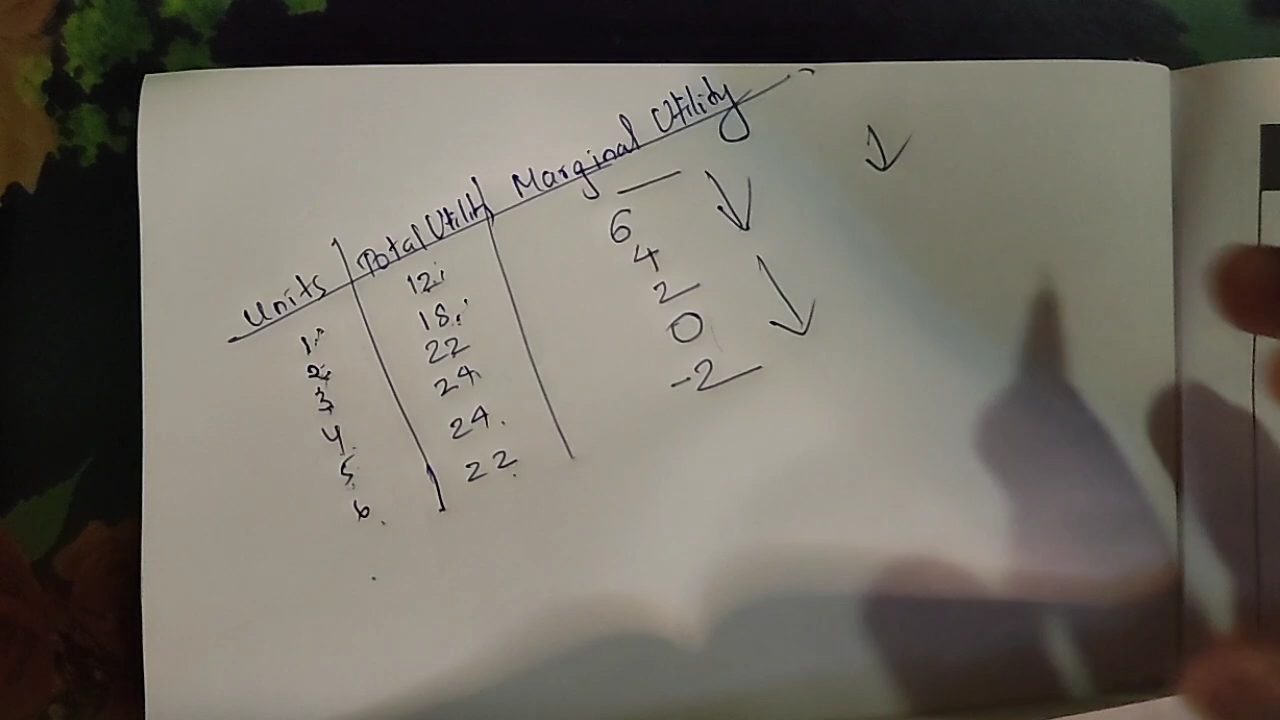 Units Total Utility Marginal Utility
1. 12. —
2. 18. 6
3 22 4
4. 24 2
5. 24. 0
6. 22 -2